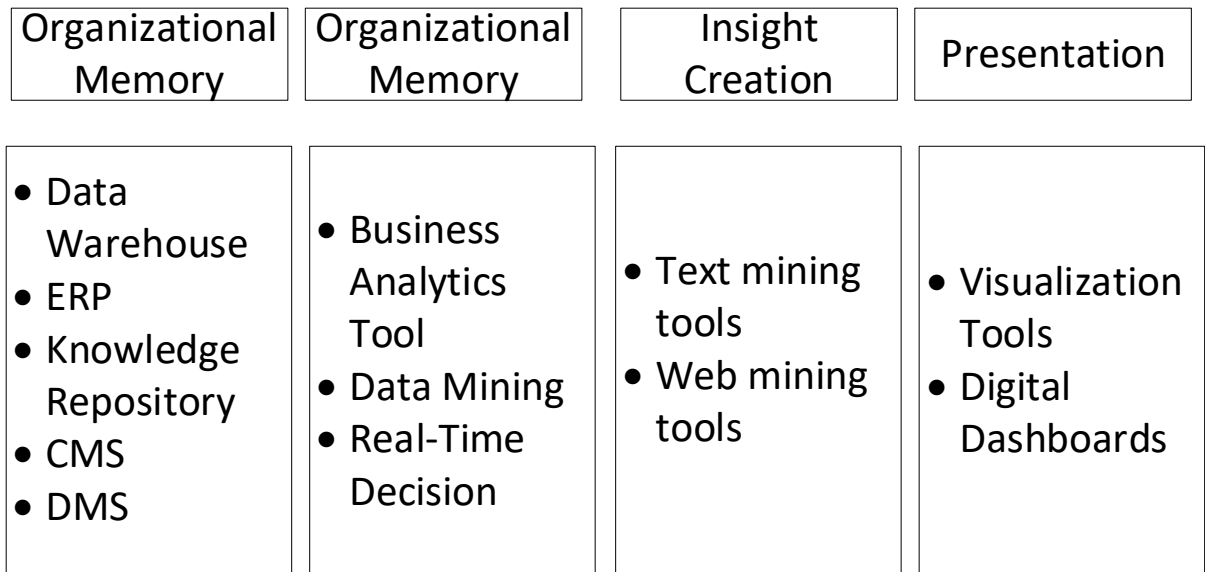 Organizational
Memory
Organizational
Memory
Insight
Creation
Presentation
• Data
Warehouse
• ERP
• Knowledge
Repository
• CMS
• DMS
• Business
Analytics
Tool
• Data Mining
• Real-Time
Decision
• Text mining
tools
• Web mining
tools
• Visualization
Tools
• Digital
Dashboards